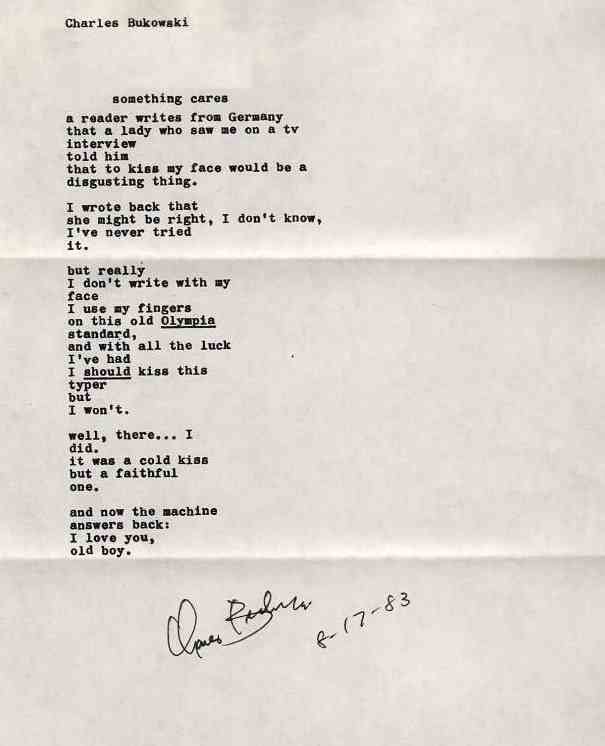 Charles Bukowski
something cares
a reader writes from Germany
that a lady who saw me on a tv
interview
told him
that to kiss my face would be a
disgusting thing.
I wrote back that
she might be right, I don't know,
I've never tried
it.
but really
I don't write with my
face
I use my fingers
on this old Olympia
standard,
and with all the luck
I've had
I should kiss this
typer
but
I won't.
well, there... I
did.
it was a cold kiss
but a faithful
one.
and now the machine
answers back:
I love you,
old boy.
8-17-83